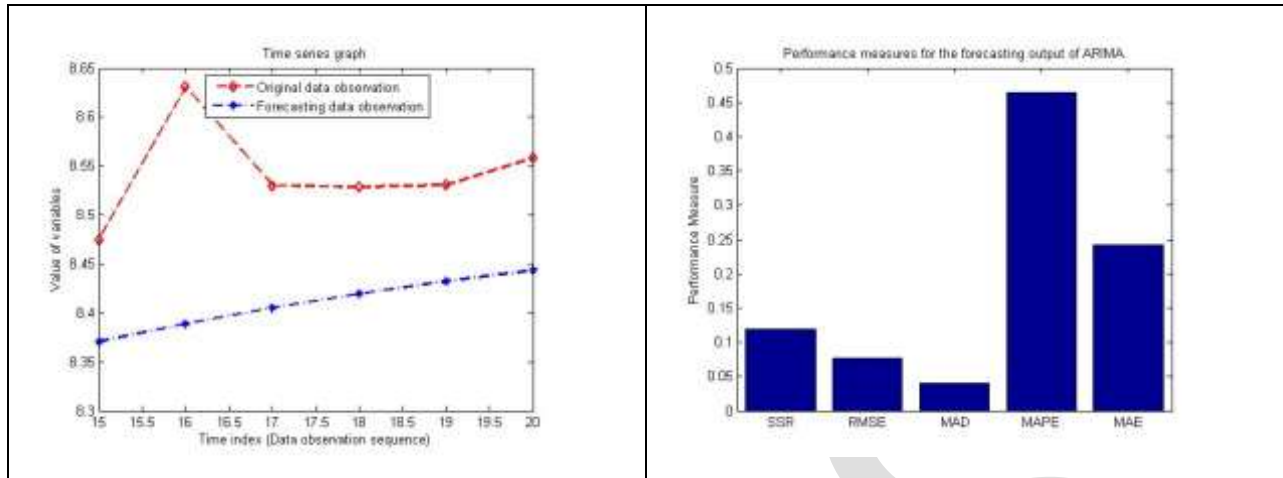 Time series graph
8.65
8.6
8.55
8.5
8.45
8.4
8.35
8.3
Value of variables
Original data observation
Forecasting data observation
15 15.5 16 16.5 17 17.5 18 18.5 19 19.5 20
Time index (Data observation sequence)
Performance measures for the forecasting output of ARIMA.
0.5
0.45
0.4
0.35
0.3
0.25
0.2
0.15
0.1
0.05
0
Performance Measure
SSR RMSE MAD MAPE MAE